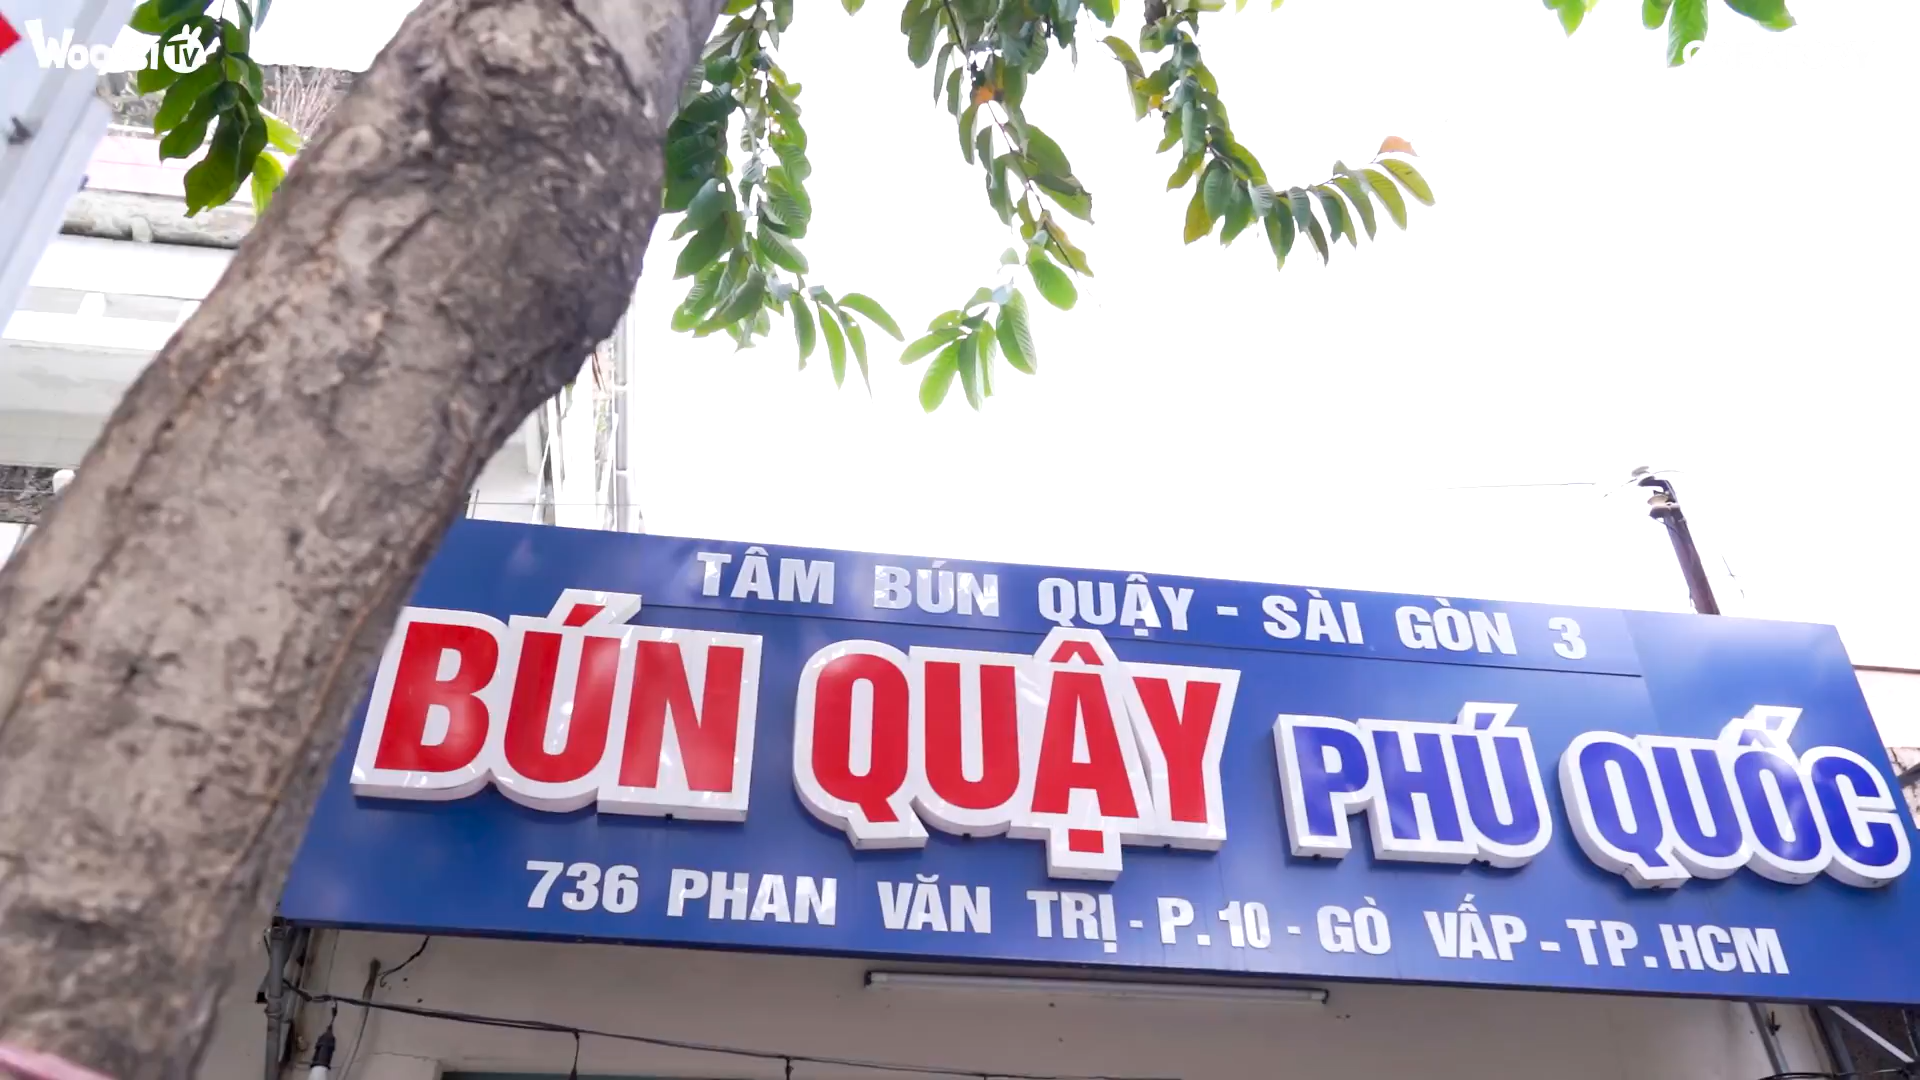 TÂM BÚN QUẬY - SÀI GÒN 3
BÚN QUẬY PHÚ QUỐC
736 PHAN VĂN TRỊ - P. 10 - GÒ VẤP - TP. HCM